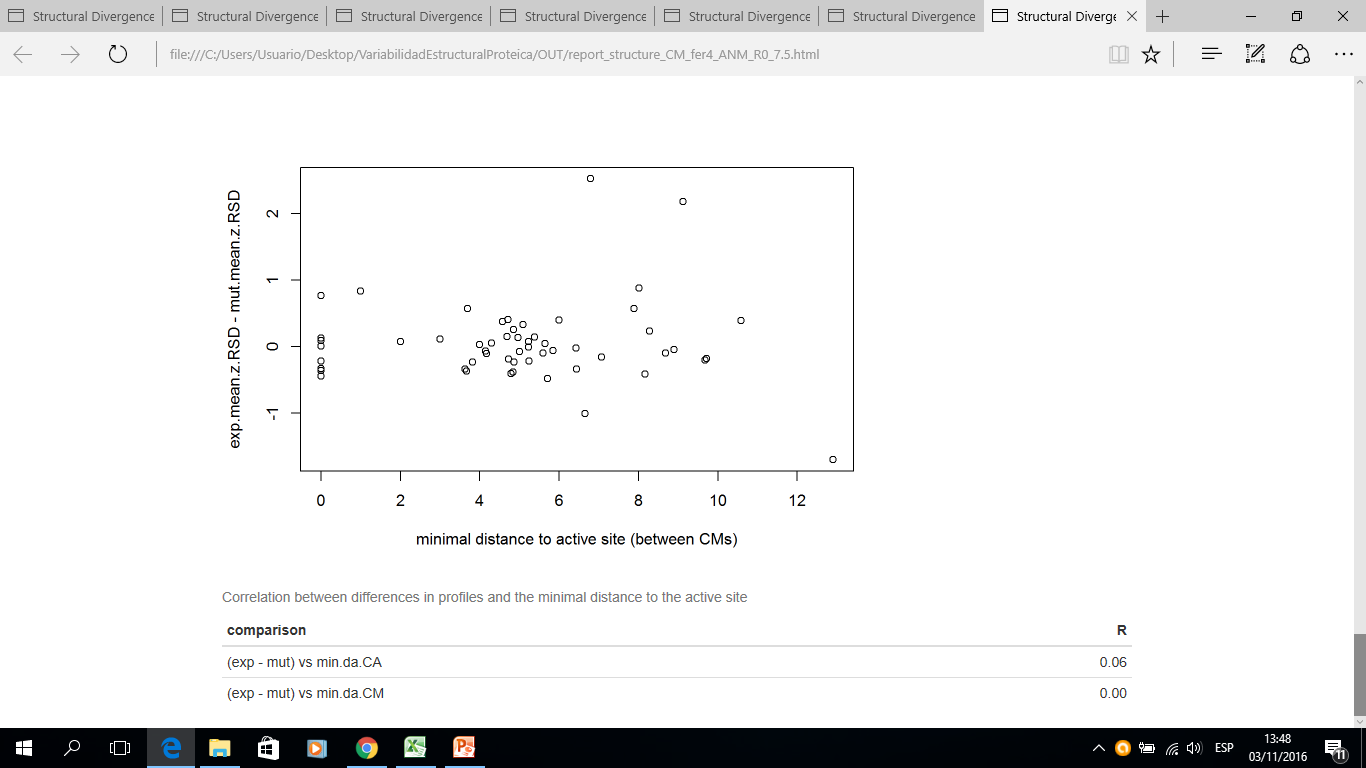 Structural Divergence Structural Divergence Structural Divergence Structural Divergence Structural Divergence Structural Divergence Structural Diverge
file:///C:/Users/Usuario/Desktop/VariabilidadEstructuralProteica/OUT/report_structure_CM_fer4_ANM_R0_7.5.html
exp.mean.z.RSD - mut.mean.z.RSD
2
1
0
-1
0 2 4 6 8 10 12
minimal distance to active site (between CMs)
Correlation between differences in profiles and the minimal distance to the active site
comparison R
(exp - mut) vs min.da.CA 0.06
(exp - mut) vs min.da.CM 0.00
ESP
13:48
03/11/2016
11